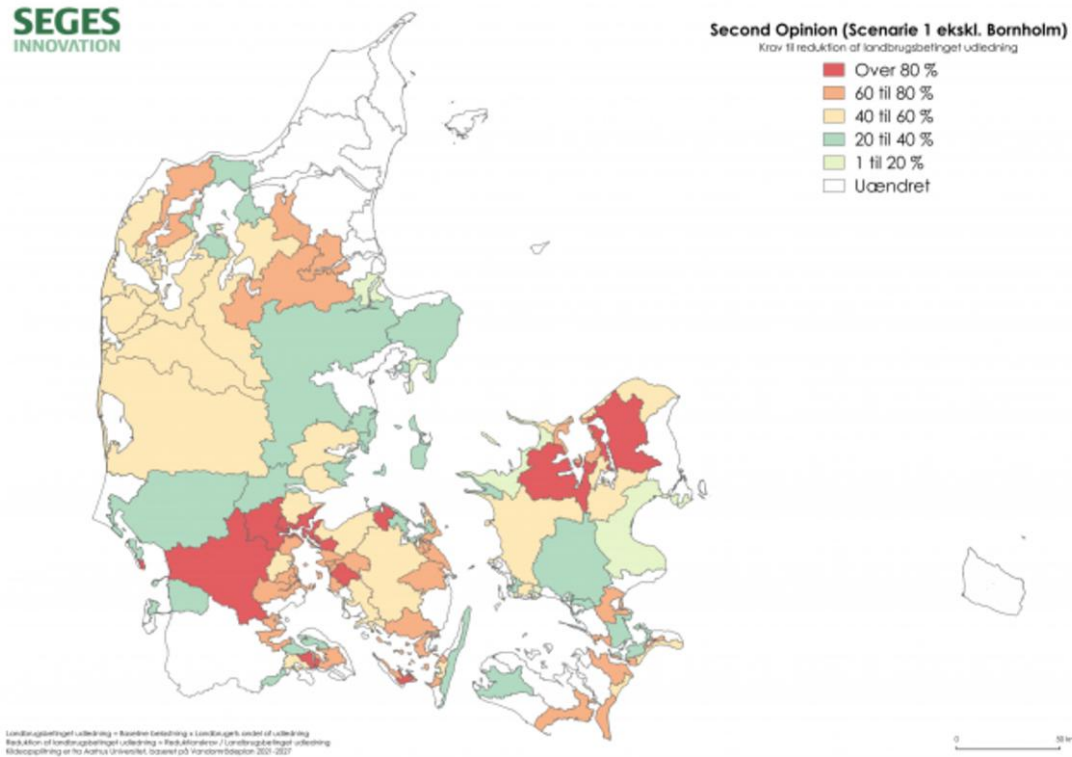 SEGES
INNOVATION
Second Opinion (Scenarie 1 ekskl. Bornholm)
Krav til reduktion af landbrugsbetinget udledning
Over 80 %
60 til 80 %
40 til 60 %
20 til 40 %
1 til 20 %
Uændret
Landbrugsbetinget udledning = Baseline belastning x Landbrugets andel af udledning
Reduktion af landbrugsbetinget udledning = Reduktionskrav / Landbrugsbetinget udledning
Kildeopsplitning er fra Aarhus Universitet, baseret på Vandområdeplan 2021-2027
0 50 km